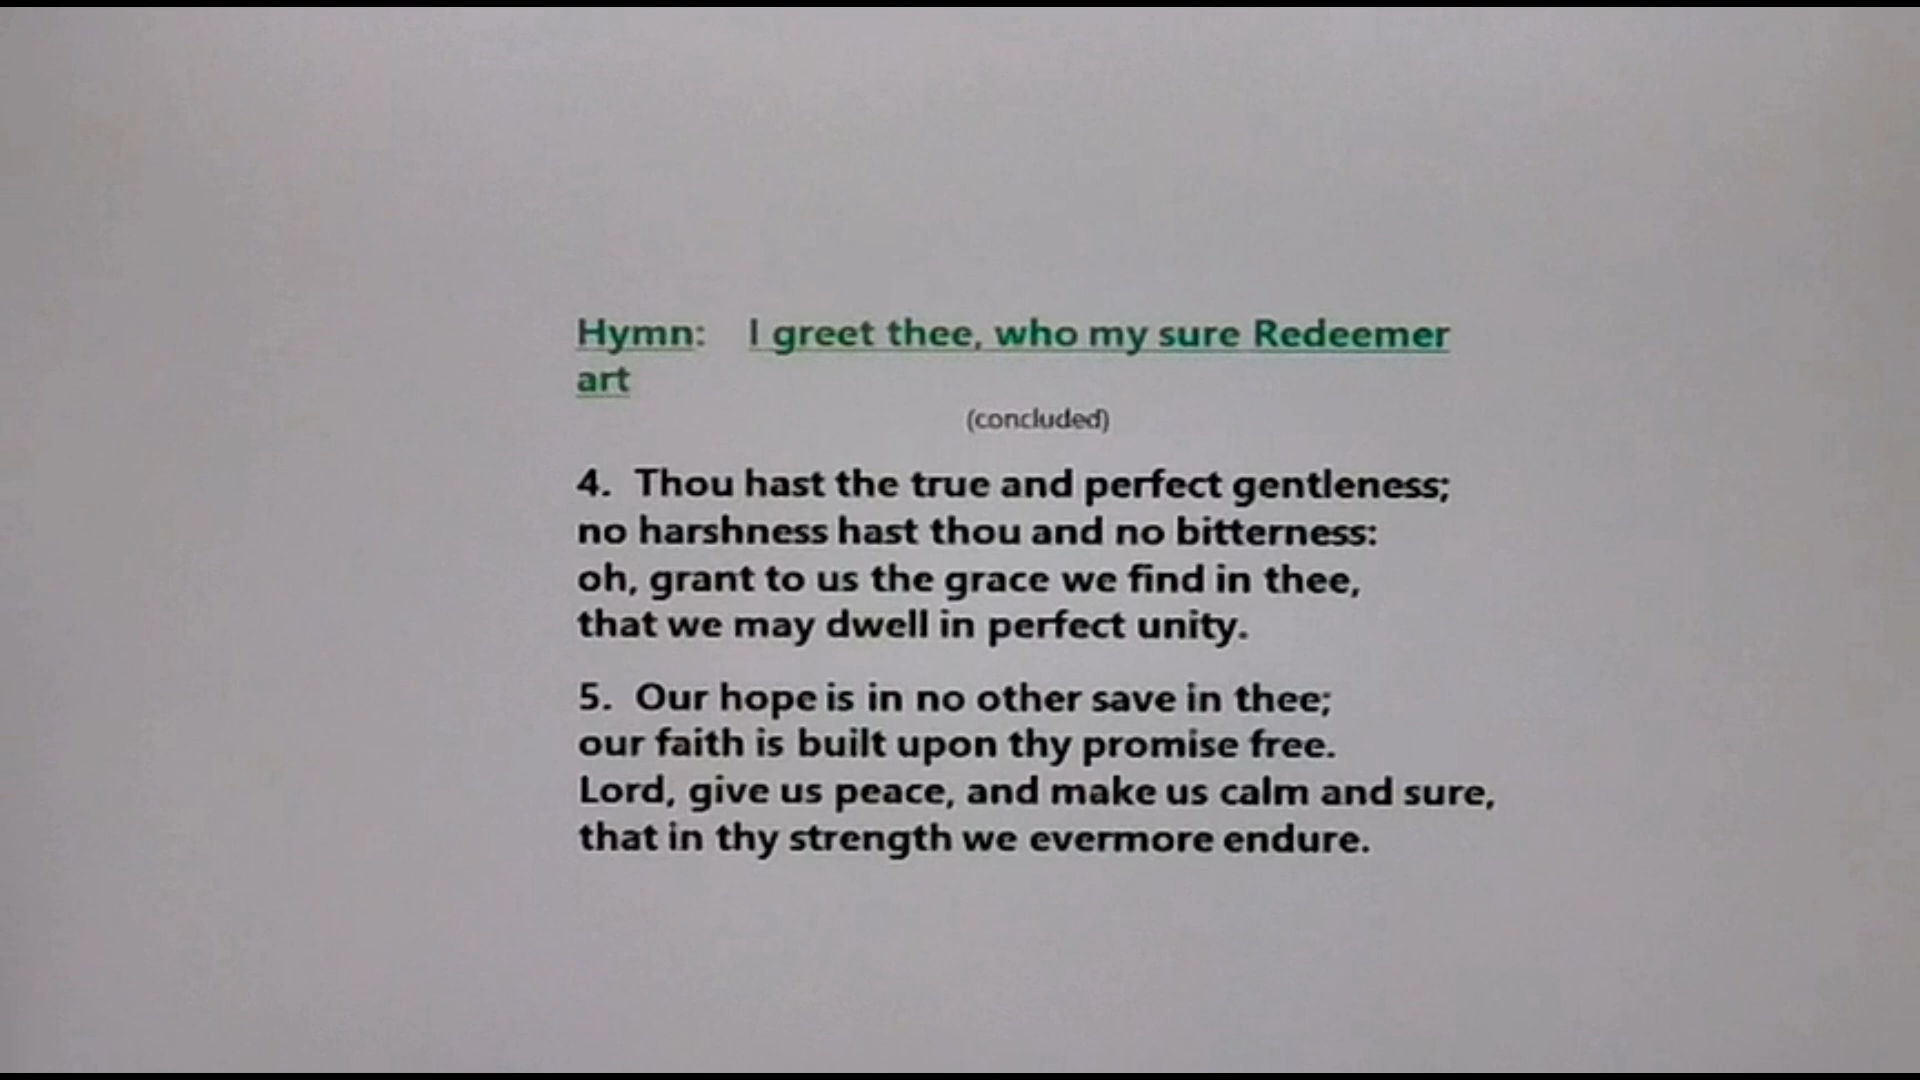 Hymn: I greet thee, who my sure Redeemer
art
(concluded)
4. Thou hast the true and perfect gentleness;
no harshness hast thou and no bitterness:
oh, grant to us the grace we find in thee,
that we may dwell in perfect unity.
5. Our hope is in no other save in thee;
our faith is built upon thy promise free.
Lord, give us peace, and make us calm and sure,
that in thy strength we evermore endure.